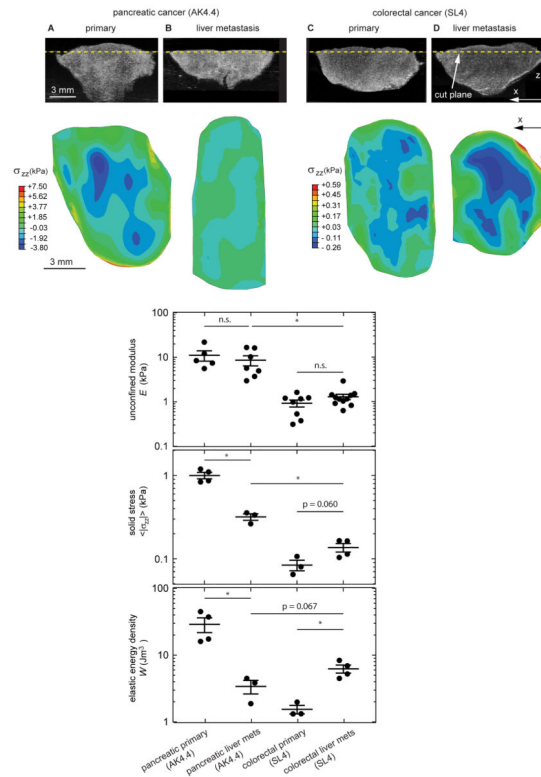 pancreatic cancer (AK4.4)
colorectal cancer (SL4)
A primary
B liver metastasis
C primary
D liver metastasis
3 mm
cut plane
z
x
x
σzz(kPa)
+7.50
+5.62
+3.77
+1.85
-0.03
-1.92
-3.80
3 mm
σzz(kPa)
+0.59
+0.45
+0.31
+0.17
+0.03
- 0.11
- 0.26
unconfined modulus
E (kPa)
100
10
1
0.1
n.s.
*
n.s.
solid stress
<|σzz|> (kPa)
1
0.1
*
*
p = 0.060
elastic energy density
W (Jm³)
100
10
1
*
p = 0.067
*
pancreatic primary
(AK4.4)
pancreatic liver mets
(AK4.4)
colorectal primary
(SL4)
colorectal liver mets
(SL4)